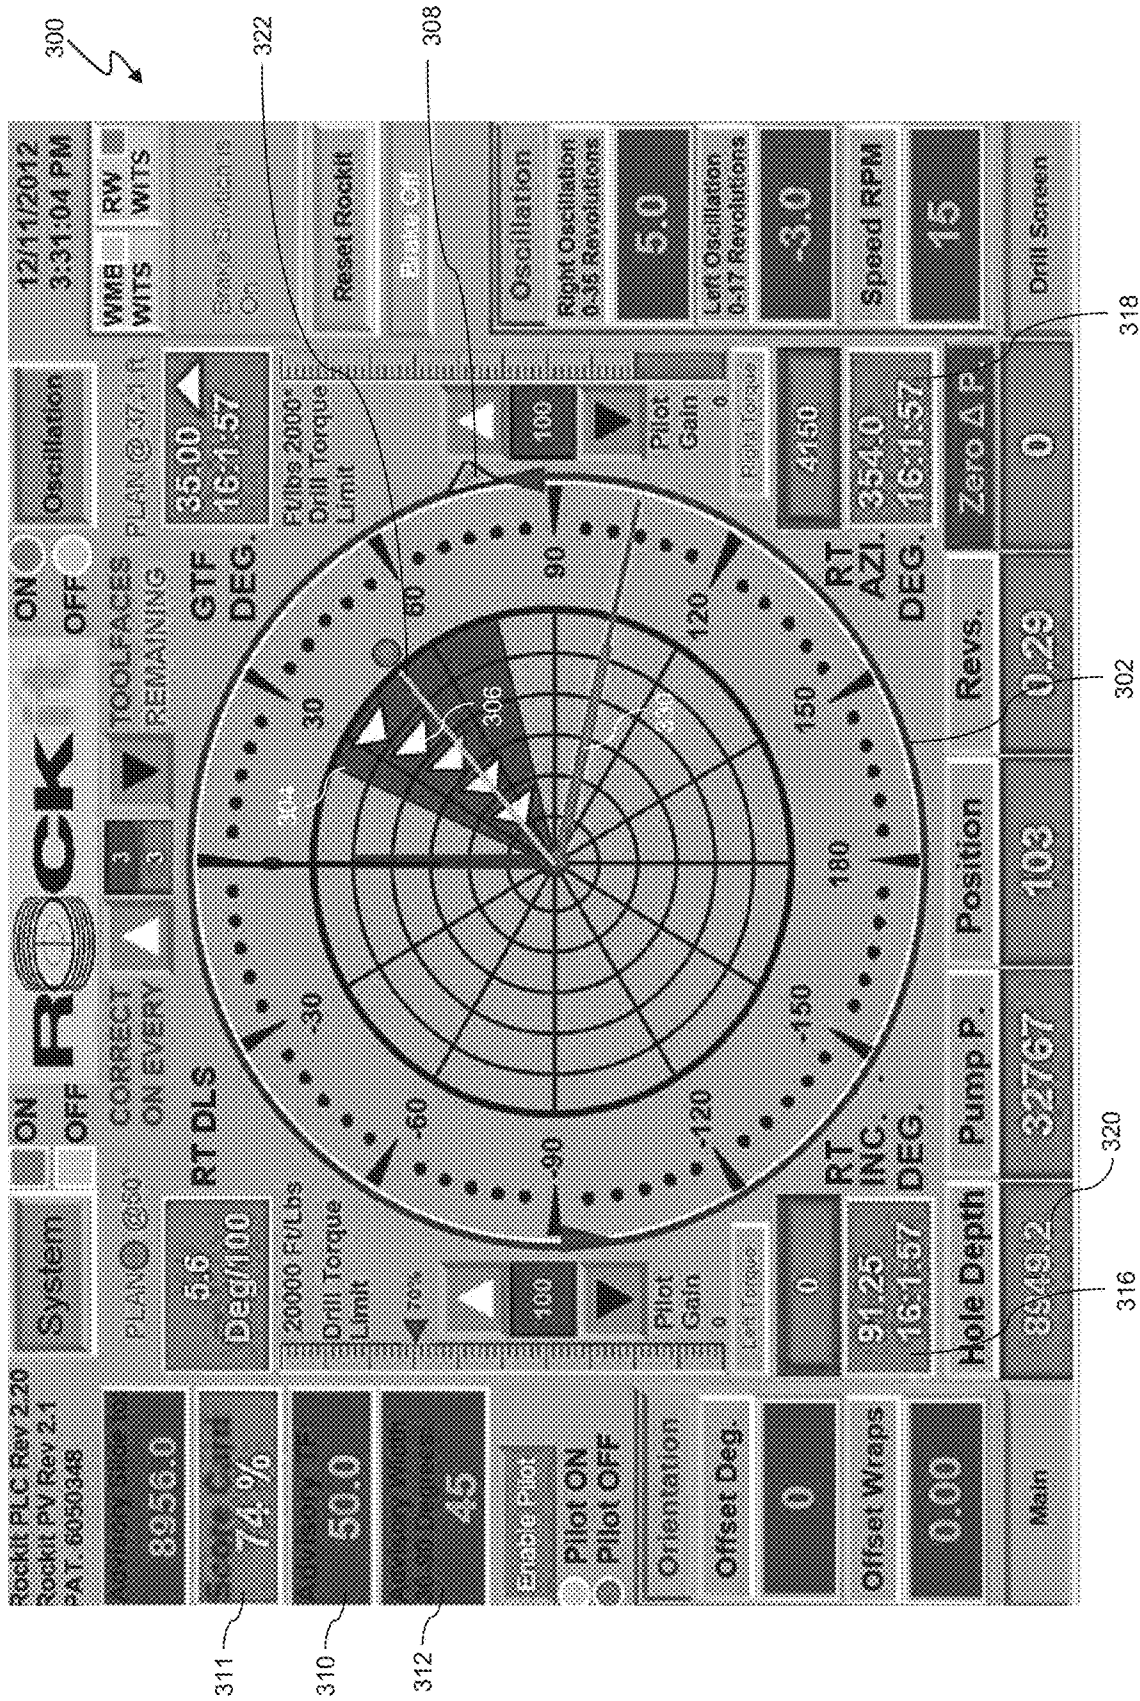 300
322
308
Rockit PLC Rev 2.20
Rockit PV Rev 2.1
PAT. 6050348
System
ON
OFF
R CK
ON
OFF
Oscillation
12/11/2012
3:31:04 PM
PLAN @
CORRECT
ON EVERY
3
3
TOOLFACES
REMAINING
PLAN @ 37.1 ft
WMB
WITS
RW
WITS
8956.0
74 %
50.0
45
311
310
312
5.6
Deg/100
RT DLS
GTF
DEG.
35.00
16:1:57
20000 Ft/Lbs
Drill Torque
Limit
Ft/lbs 2000*
Drill Torque
Limit
Reset Rockit
100
Pilot
Gain
0
100
Pilot
Gain
0
-30
30
-60
60
-90
90
-120
120
-150
150
180
304
306
Enable Pilot
Pilot ON
Pilot OFF
Orientation
Offset Deg.
0
Offset Wraps
0.00
Main
Oscillation
Right Oscillation
0-35 Revolutions
5.0
Left Oscillation
0-17 Revolutions
-3.0
Speed RPM
15
Drill Screen
0
91.25
16:1:57
RT
INC.
DEG.
RT
AZI.
DEG.
4150
354.0
16:1:57
Hole Depth
Pump P.
Position
Revs.
Zero Δ P.
8949.2
32767
103
0.29
0
316
320
302
318